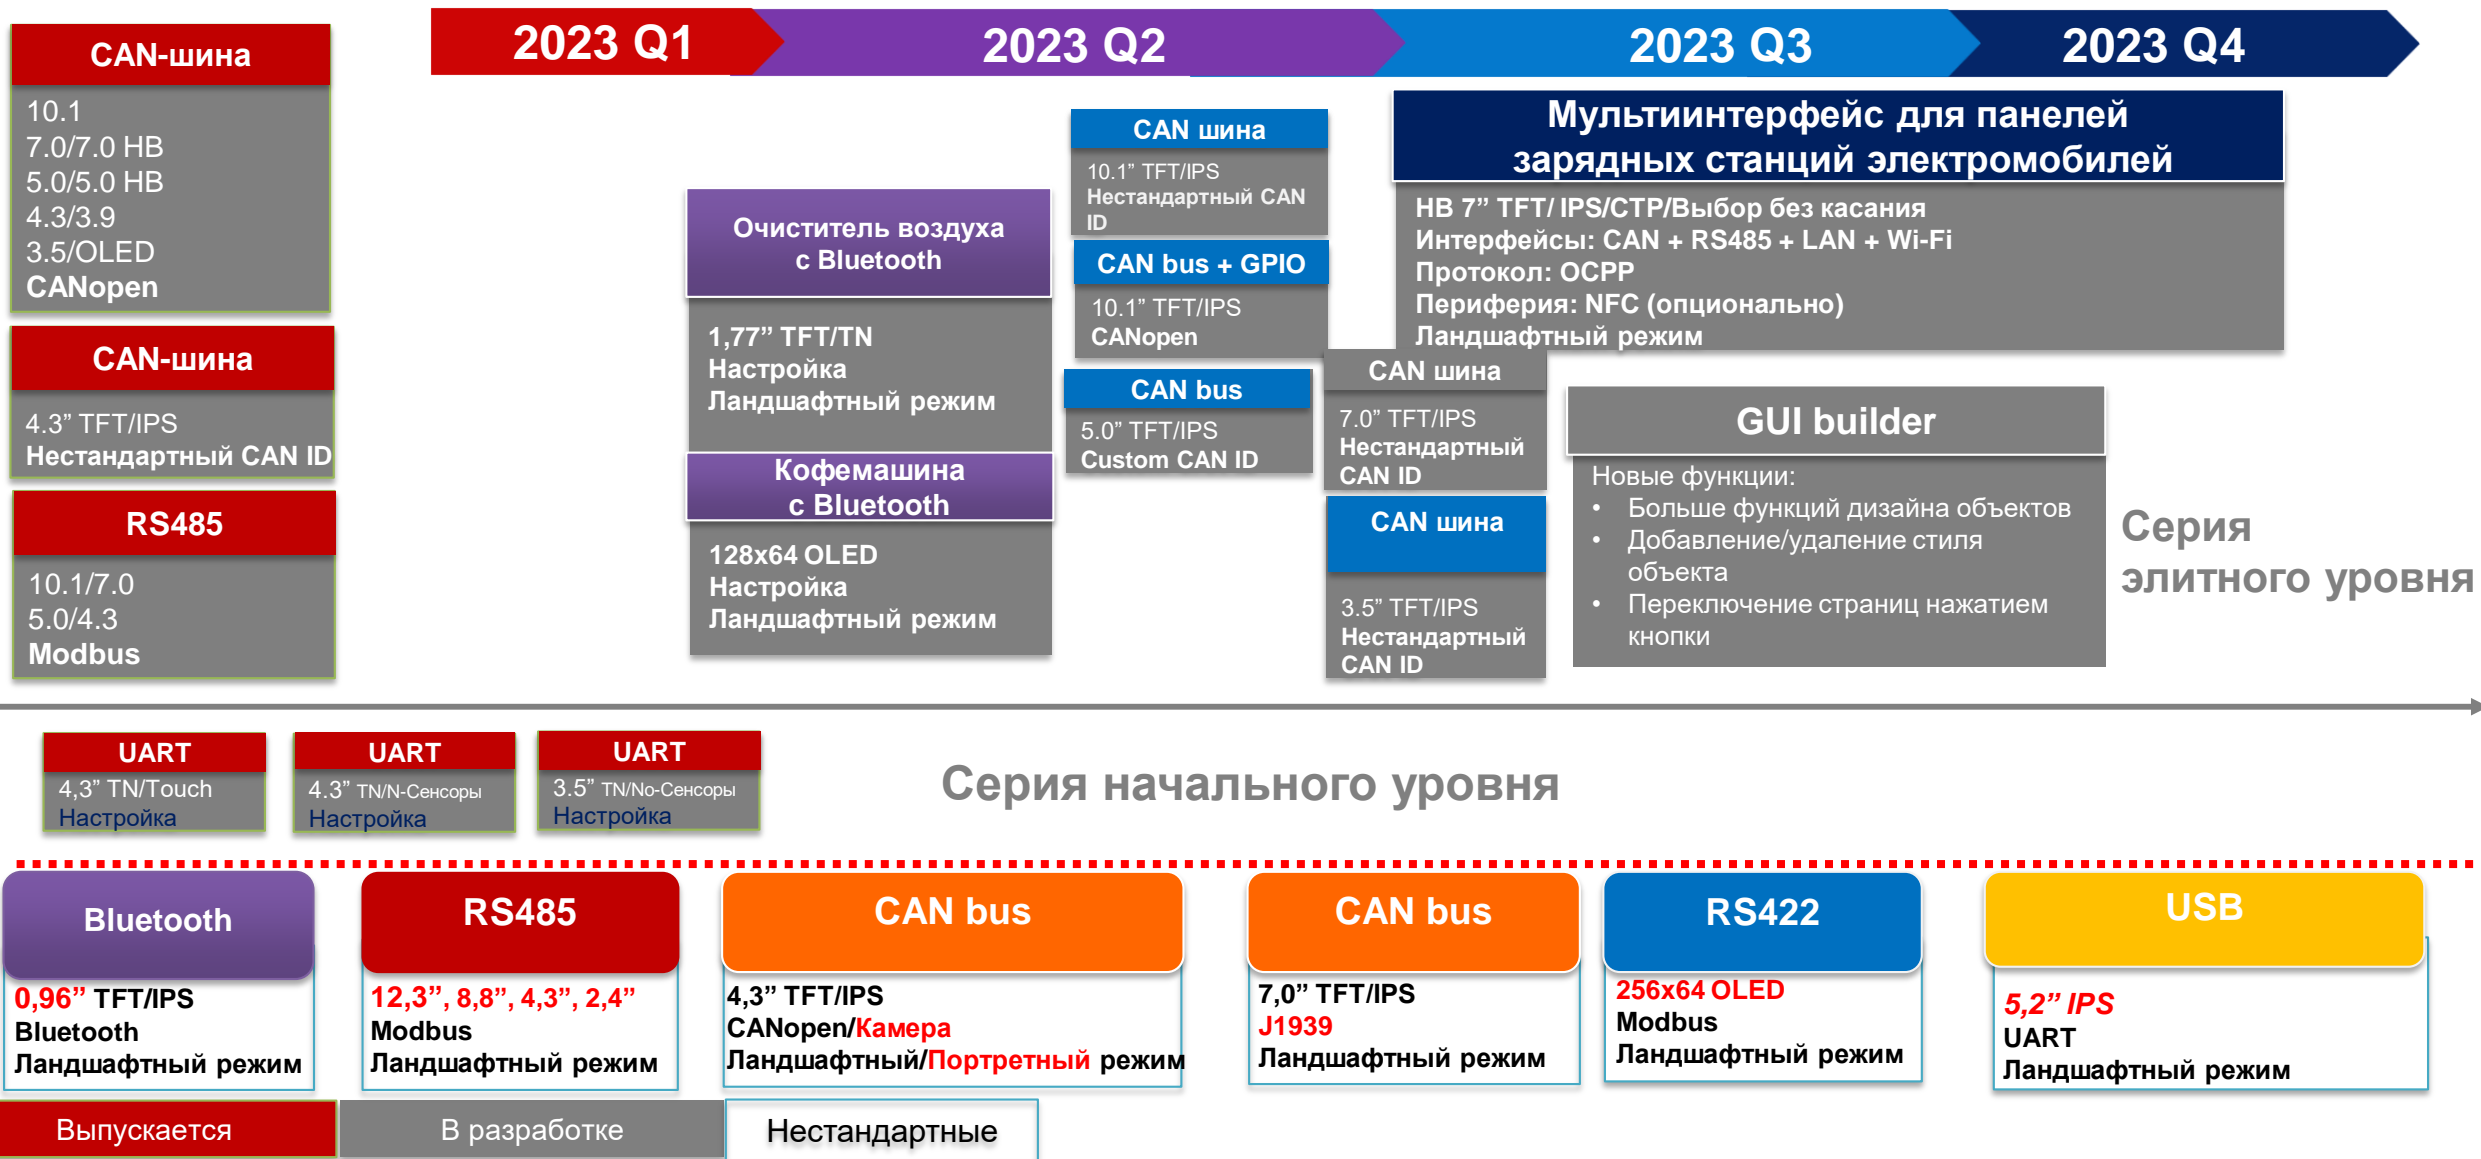 2023 Q1
2023 Q2
2023 Q3
2023 Q4
CAN-шина
10.1
7.0/7.0 HB
5.0/5.0 HB
4.3/3.9
3.5/OLED
CANopen
CAN-шина
4.3” TFT/IPS
Нестандартный CAN ID
RS485
10.1/7.0
5.0/4.3
Modbus
Очиститель воздуха
с Bluetooth
1,77” TFT/TN
Настройка
Ландшафтный режим
Кофемашина
с Bluetooth
128x64 OLED
Настройка
Ландшафтный режим
CAN шина
10.1” TFT/IPS
Нестандартный CAN
ID
CAN bus + GPIO
10.1” TFT/IPS
CANopen
CAN bus
5.0” TFT/IPS
Custom CAN ID
Мультиинтерфейс для панелей
зарядных станций электромобилей
HB 7” TFT/ IPS/CTP/Выбор без касания
Интерфейсы: CAN + RS485 + LAN + Wi-Fi
Протокол: OCPP
Периферия: NFC (опционально)
Ландшафтный режим
CAN шина
7.0” TFT/IPS
Нестандартный
CAN ID
CAN шина
3.5” TFT/IPS
Нестандартный
CAN ID
GUI builder
Новые функции:
• Больше функций дизайна объектов
• Добавление/удаление стиля
объекта
• Переключение страниц нажатием
кнопки
Серия
элитного уровня
UART
4,3” TN/Touch
Настройка
UART
4.3” TN/N-Сенсоры
Настройка
UART
3.5” TN/No-Сенсоры
Настройка
Серия начального уровня
Bluetooth
0,96” TFT/IPS
Bluetooth
Ландшафтный режим
RS485
12,3”, 8,8”, 4,3”, 2,4”
Modbus
Ландшафтный режим
CAN bus
4,3” TFT/IPS
CANopen/Камера
Ландшафтный/Портретный режим
CAN bus
7,0” TFT/IPS
J1939
Ландшафтный режим
RS422
256x64 OLED
Modbus
Ландшафтный режим
USB
5,2” IPS
UART
Ландшафтный режим
Выпускается
В разработке
Нестандартные